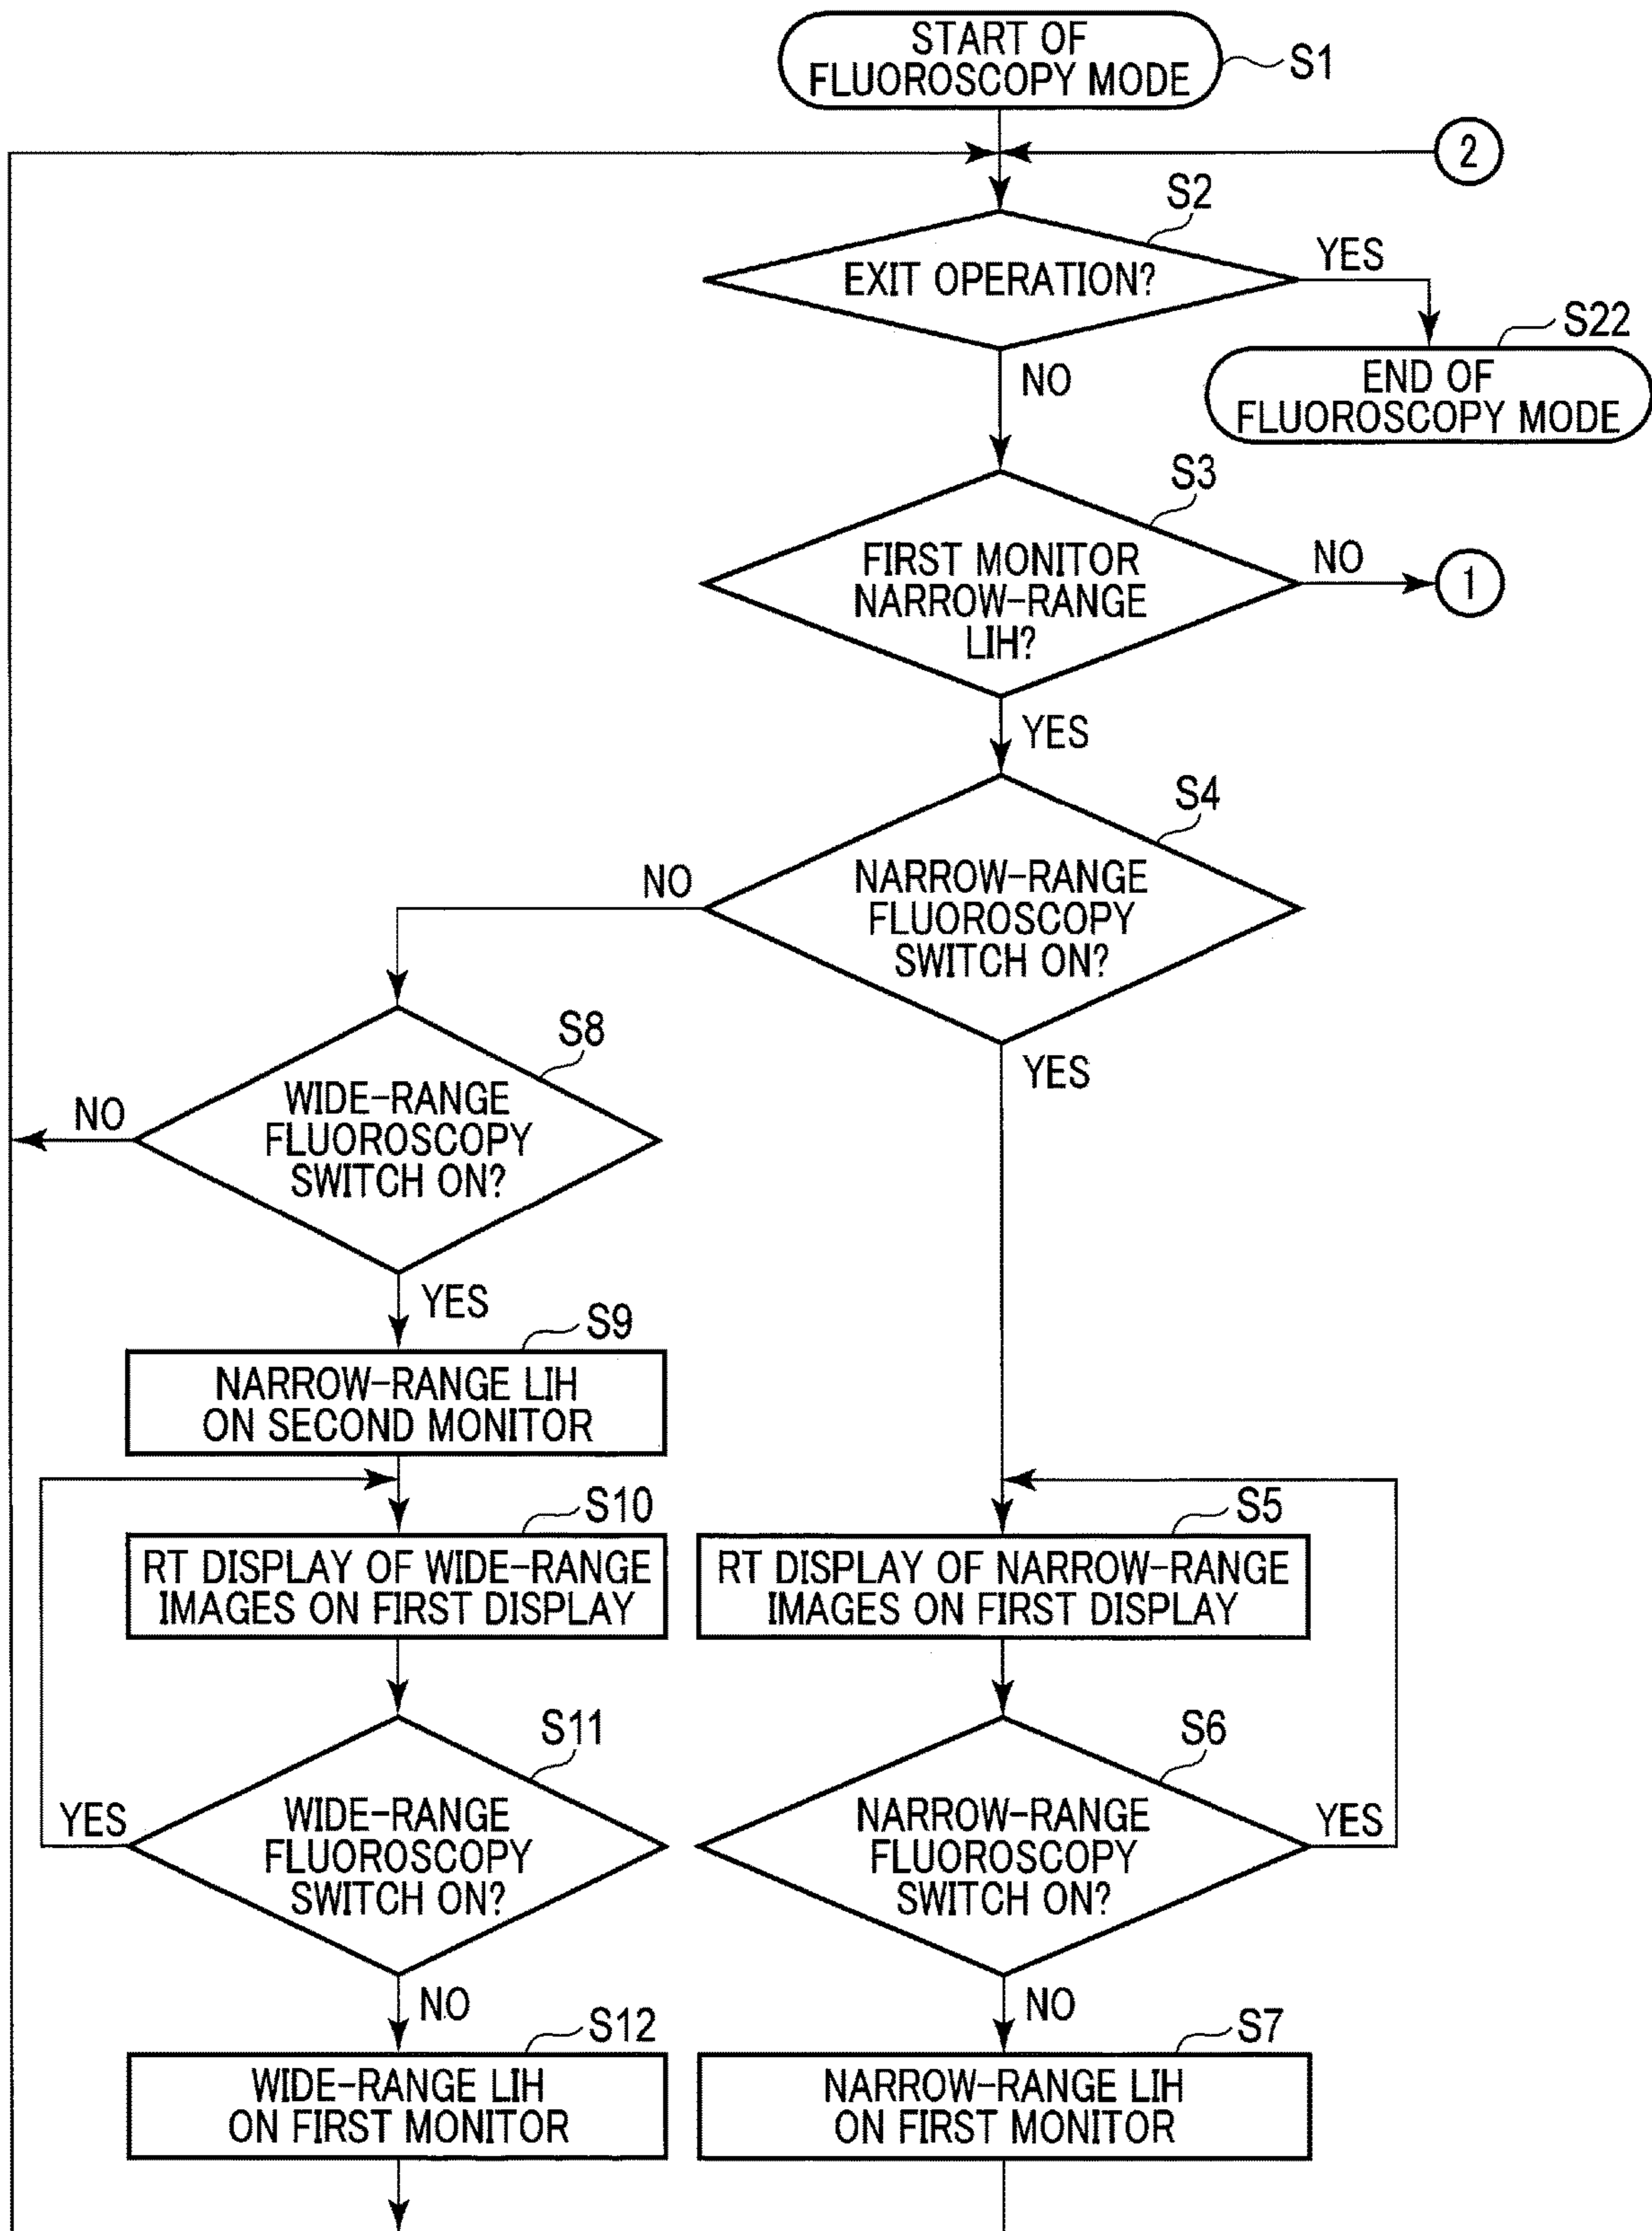 START OF
FLUOROSCOPY MODE
S1
2
S2
EXIT OPERATION?
YES
S22
END OF
FLUOROSCOPY MODE
NO
S3
FIRST MONITOR
NARROW-RANGE
LIH?
NO
1
YES
S4
NARROW-RANGE
FLUOROSCOPY
SWITCH ON?
NO
YES
S8
WIDE-RANGE
FLUOROSCOPY
SWITCH ON?
NO
YES
S9
NARROW-RANGE LIH
ON SECOND MONITOR
S10
RT DISPLAY OF WIDE-RANGE
IMAGES ON FIRST DISPLAY
S5
RT DISPLAY OF NARROW-RANGE
IMAGES ON FIRST DISPLAY
S11
WIDE-RANGE
FLUOROSCOPY
SWITCH ON?
YES
S6
NARROW-RANGE
FLUOROSCOPY
SWITCH ON?
YES
NO
NO
S12
WIDE-RANGE LIH
ON FIRST MONITOR
S7
NARROW-RANGE LIH
ON FIRST MONITOR